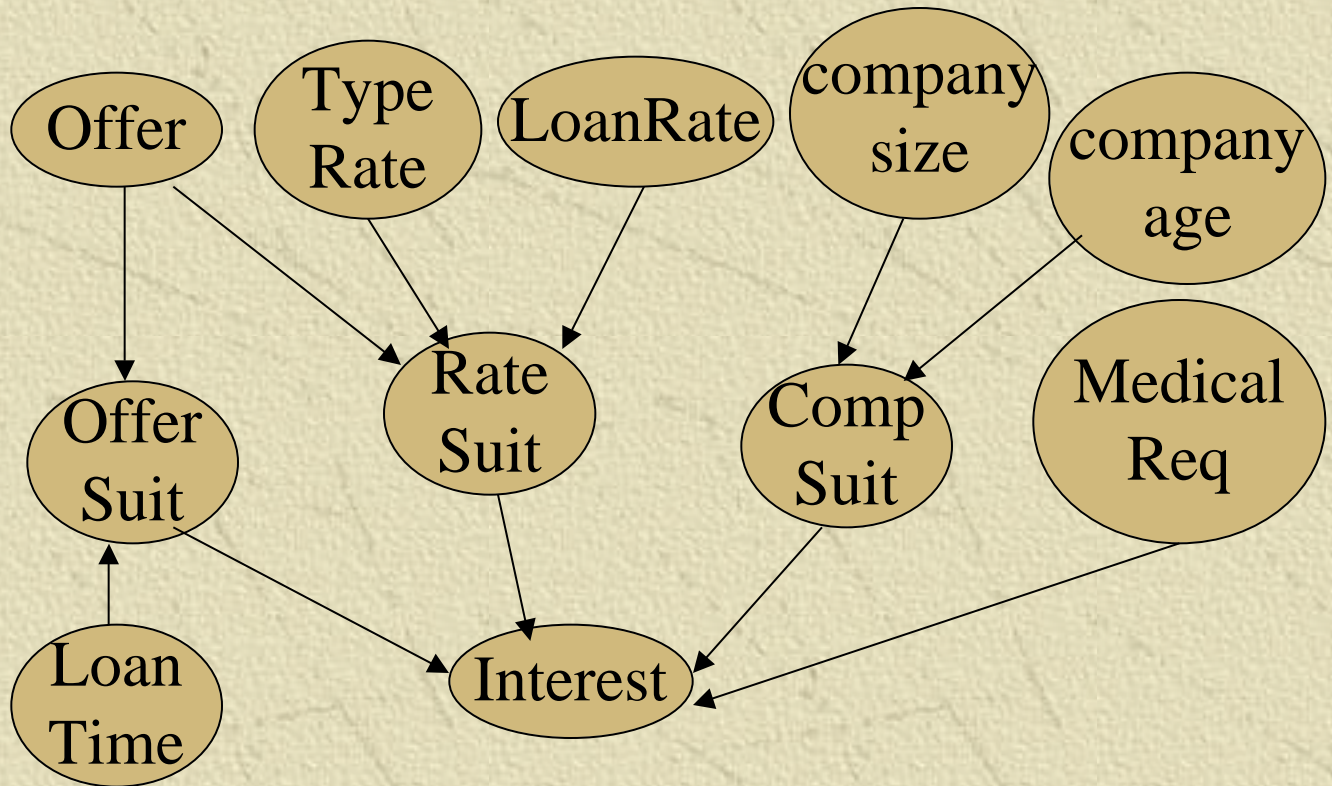 Offer
Type
Rate
LoanRate
company
size
company
age
Offer
Suit
Rate
Suit
Comp
Suit
Medical
Req
Loan
Time
Interest